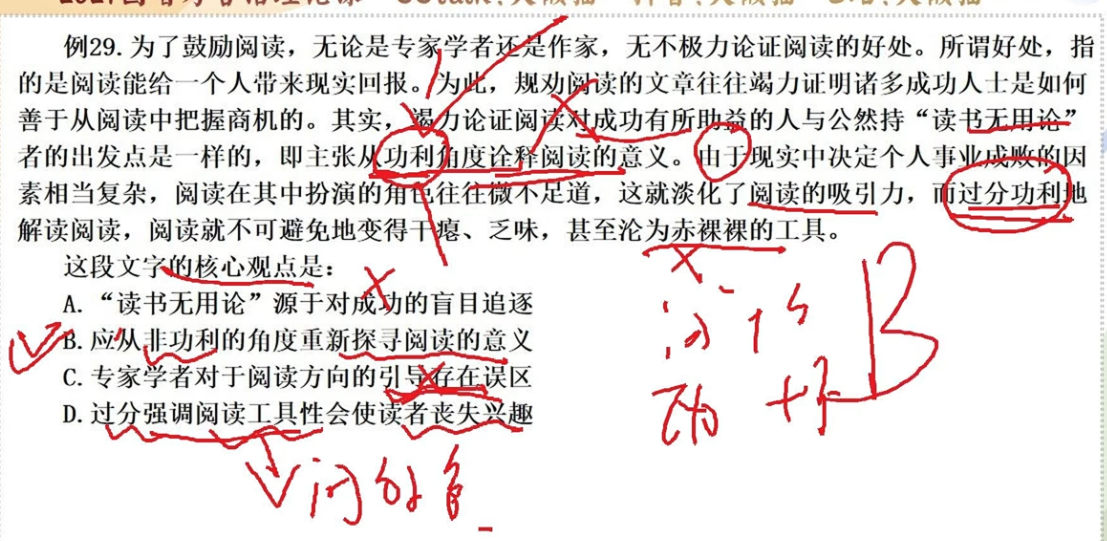 例29.为了鼓励阅读，无论是专家学者还是作家，无不极力论证阅读的好处。所谓好处，指
的是阅读能给一个人带来现实回报。为此，规劝阅读的文章往往竭力证明诸多成功人士是如何
善于从阅读中把握商机的。其实，竭力论证阅读对成功有所助益的人与公然持“读书无用论”
者的出发点是一样的，即主张从功利角度诠释阅读的意义。由于现实中决定个人事业成败的因
素相当复杂，阅读在其中扮演的角色往往微不足道，这就淡化了阅读的吸引力，而过分功利地
解读阅读，阅读就不可避免地变得干瘪、乏味，甚至沦为赤裸裸的工具。
这段文字的核心观点是：
A.“读书无用论”源于对成功的盲目追逐
B.应从非功利的角度重新探寻阅读的意义
C.专家学者对于阅读方向的引导存在误区
D.过分强调阅读工具性会使读者丧失兴趣
B